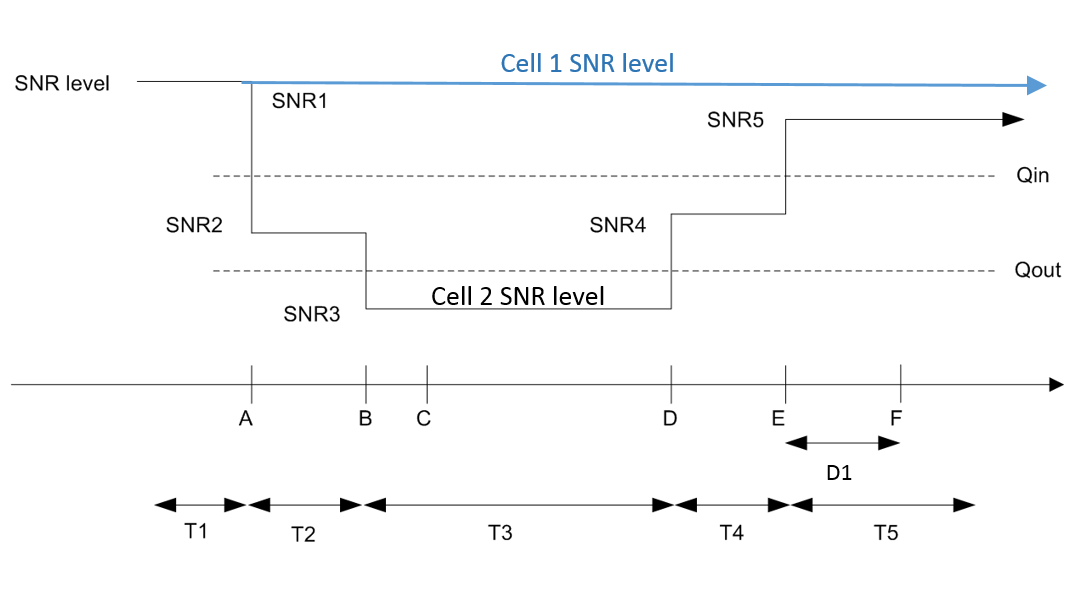 Cell 1 SNR level
SNR level
SNR1
SNR5
Qin
SNR2
SNR4
Qout
Cell 2 SNR level
SNR3
A B C D E F
D1
T1 T2 T3 T4 T5